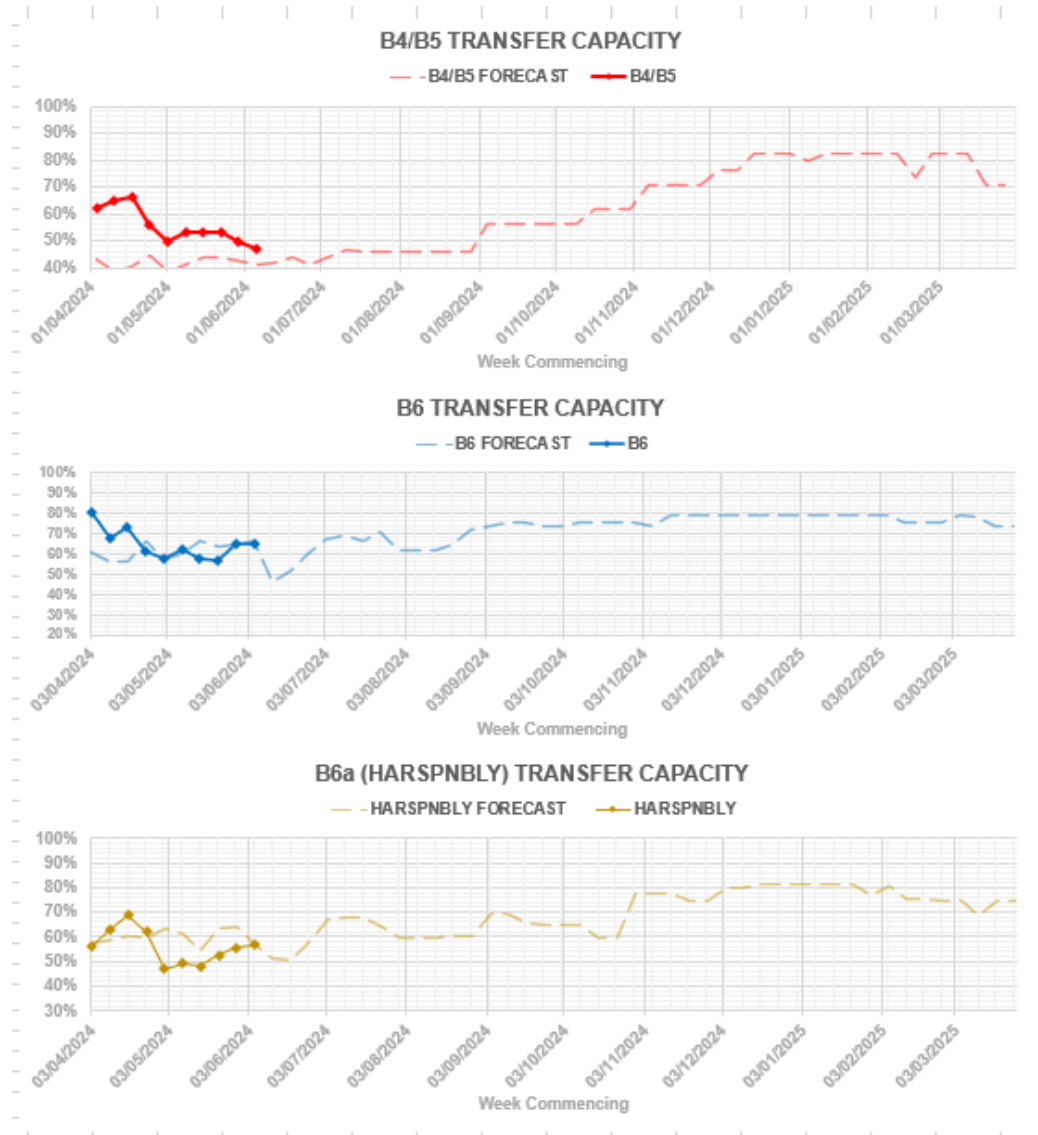 B4/B5 TRANSFER CAPACITY
B4/B5 FORECAST B4/B5
100%
90%
80%
70%
60%
50%
40%
01/04/2024 01/05/2024 01/06/2024 01/07/2024 01/08/2024 01/09/2024 01/10/2024 01/11/2024 01/12/2024 01/01/2025 01/02/2025 01/03/2025
Week Commencing
B6 TRANSFER CAPACITY
B6 FORECAST B6
100%
90%
80%
70%
60%
50%
40%
30%
20%
03/04/2024 03/05/2024 03/06/2024 03/07/2024 03/08/2024 03/09/2024 03/10/2024 03/11/2024 03/12/2024 03/01/2025 03/02/2025 03/03/2025
Week Commencing
B6a (HARSPNBLY) TRANSFER CAPACITY
HARSPNBLY FORECAST HARSPNBLY
100%
90%
80%
70%
60%
50%
40%
30%
03/04/2024 03/05/2024 03/06/2024 03/07/2024 03/08/2024 03/09/2024 03/10/2024 03/11/2024 03/12/2024 03/01/2025 03/02/2025 03/03/2025
Week Commencing